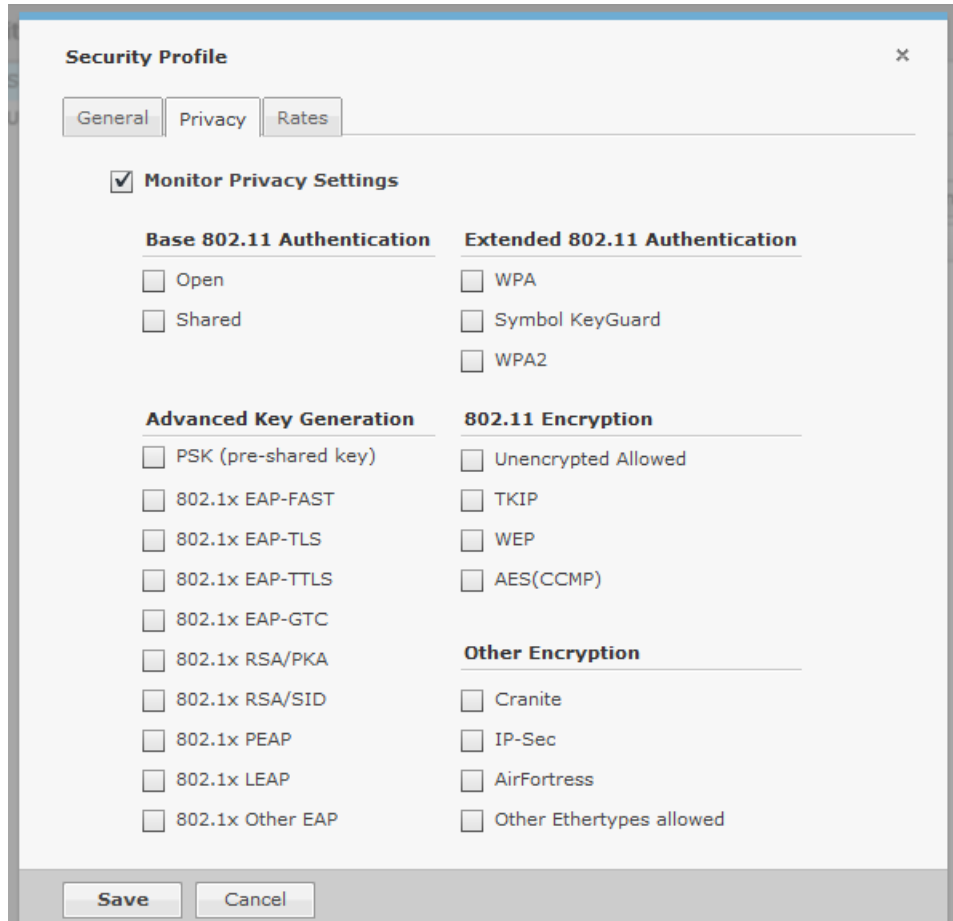 Security Profile
General Privacy Rates
Monitor Privacy Settings
Base 802.11 Authentication
Open
Shared
Extended 802.11 Authentication
WPA
Symbol KeyGuard
WPA2
Advanced Key Generation
PSK (pre-shared key)
802.1x EAP-FAST
802.1x EAP-TLS
802.1x EAP-TTLS
802.1x EAP-GTC
802.1x RSA/PKA
802.1x RSA/SID
802.1x PEAP
802.1x LEAP
802.1x Other EAP
802.11 Encryption
Unencrypted Allowed
TKIP
WEP
AES(CCMP)
Other Encryption
Cranite
IP-Sec
AirFortress
Other Ethertypes allowed
Save Cancel